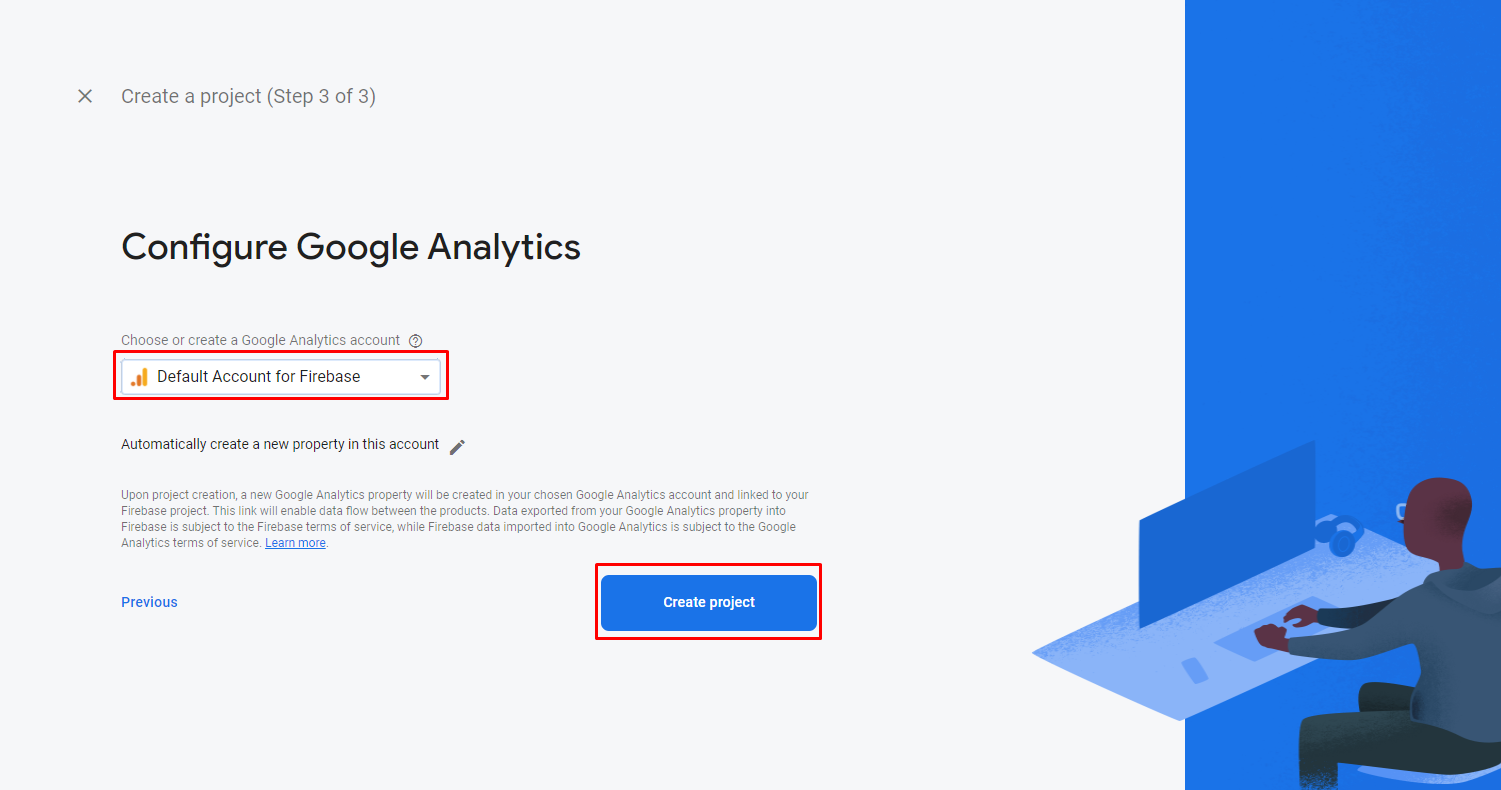 Create a project (Step 3 of 3)
Configure Google Analytics
Choose or create a Google Analytics account
Default Account for Firebase
Automatically create a new property in this account
Upon project creation, a new Google Analytics property will be created in your chosen Google Analytics account and linked to your
Firebase project. This link will enable data flow between the products. Data exported from your Google Analytics property into
Firebase is subject to the Firebase terms of service, while Firebase data imported into Google Analytics is subject to the Google
Analytics terms of service. Learn more.
Previous
Create project